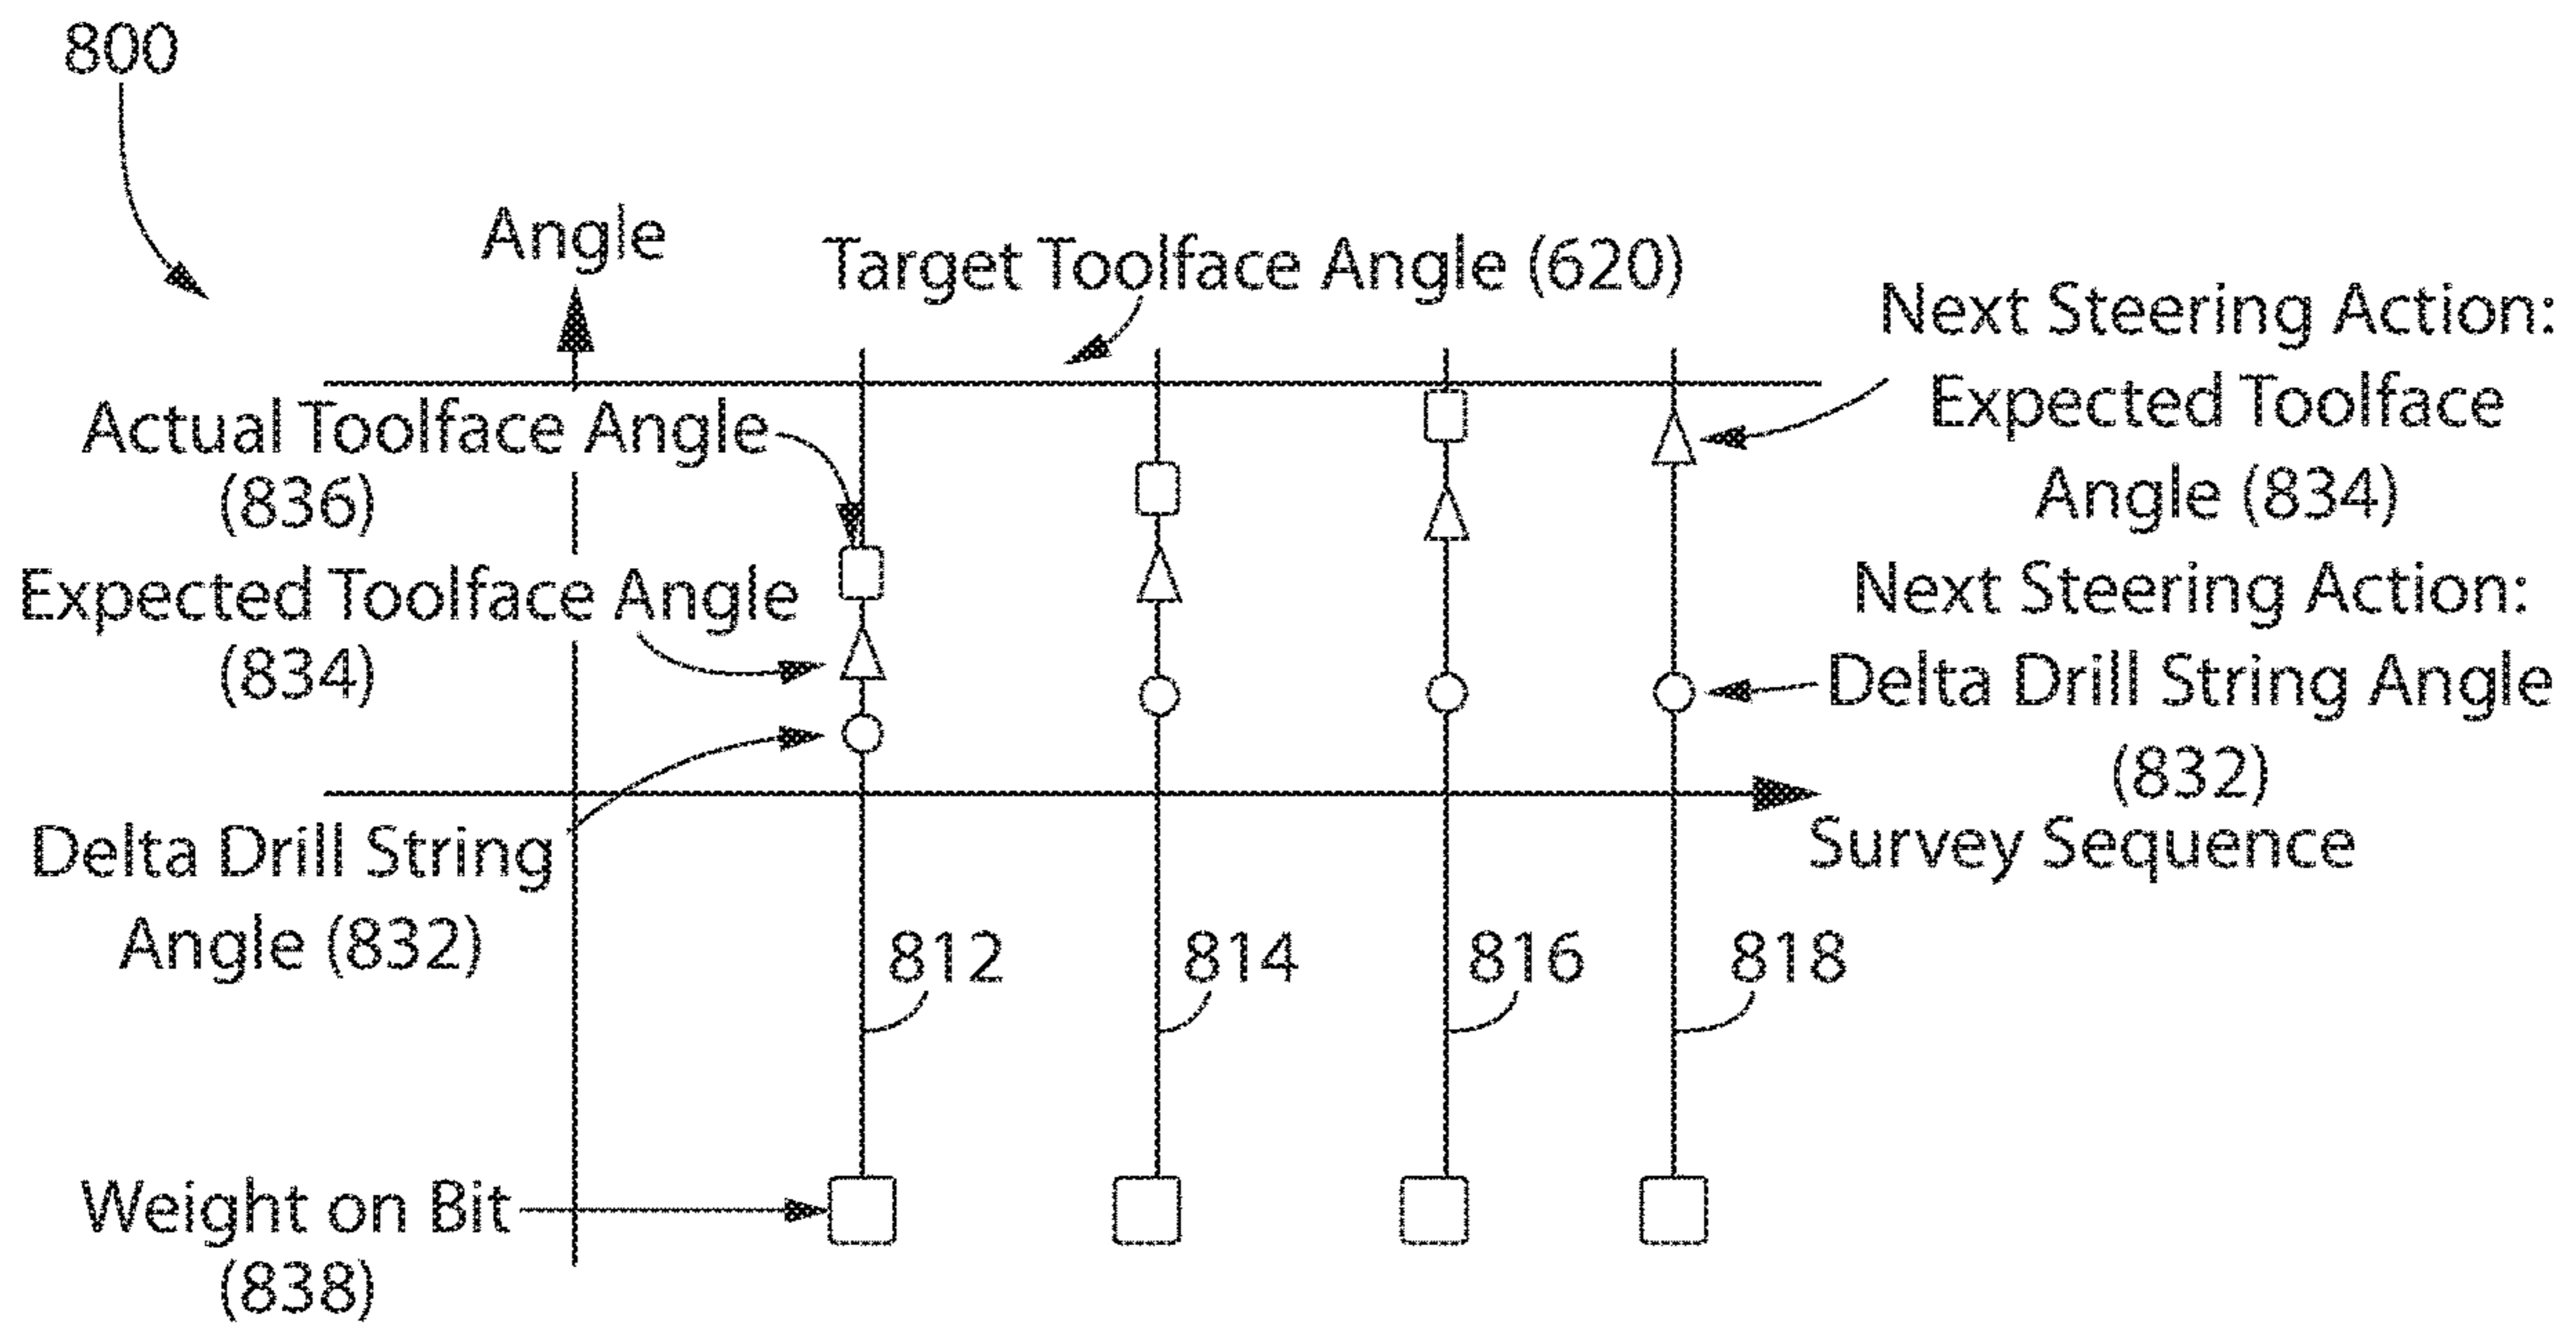 800
Angle
Target Toolface Angle (620)
Next Steering Action:
Expected Toolface
Angle (834)
Actual Toolface Angle
(836)
Expected Toolface Angle
(834)
Next Steering Action:
Delta Drill String Angle
(832)
Survey Sequence
Delta Drill String
Angle (832)
812
814
816
818
Weight on Bit
(838)